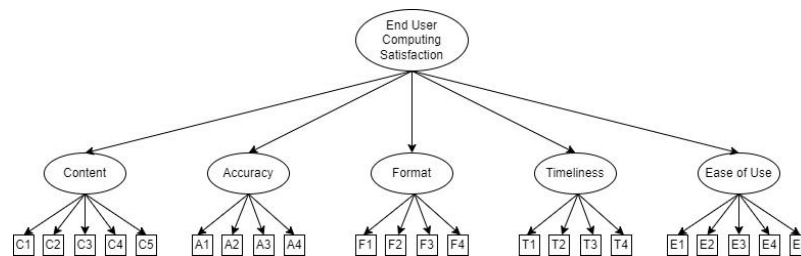 End User
Computing
Satisfaction
Content Accuracy Format Timeliness Ease of Use
C1 C2 C3 C4 C5 A1 A2 A3 A4 F1 F2 F3 F4 T1 T2 T3 T4 E1 E2 E3 E4